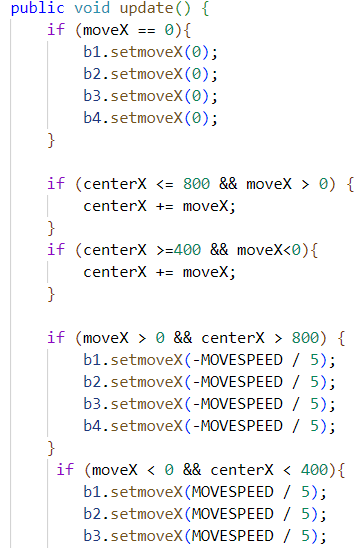 public void update() {
    if (moveX == 0){
        b1.setmoveX(0);
        b2.setmoveX(0);
        b3.setmoveX(0);
        b4.setmoveX(0);
    }

    if (centerX <= 800 && moveX > 0) {
        centerX += moveX;
    }
    if (centerX >=400 && moveX<0){
        centerX += moveX;
    }

    if (moveX > 0 && centerX > 800) {
        b1.setmoveX(-MOVESPEED / 5);
        b2.setmoveX(-MOVESPEED / 5);
        b3.setmoveX(-MOVESPEED / 5);
        b4.setmoveX(-MOVESPEED / 5);
    }
     if (moveX < 0 && centerX < 400){
        b1.setmoveX(MOVESPEED / 5);
        b2.setmoveX(MOVESPEED / 5);
        b3.setmoveX(MOVESPEED / 5);